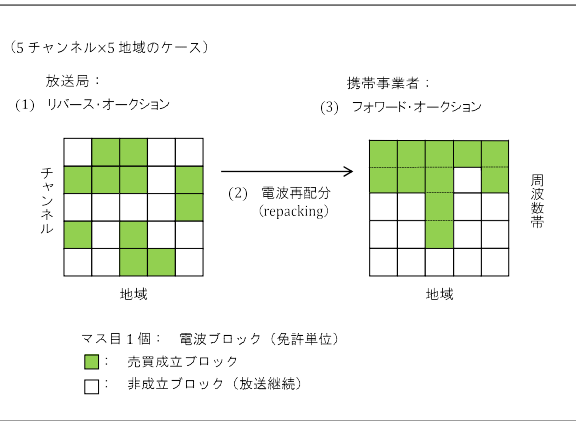 （5 チャンネル×5 地域のケース）
放送局：
(1) リバース・オークション
携帯事業者：
(3) フォワード・オークション
チャンネル
(2) 電波再配分
（repacking）
周波数帯
地域
地域
マス目 1 個： 電波ブロック（免許単位）
： 売買成立ブロック
： 非成立ブロック（放送継続）